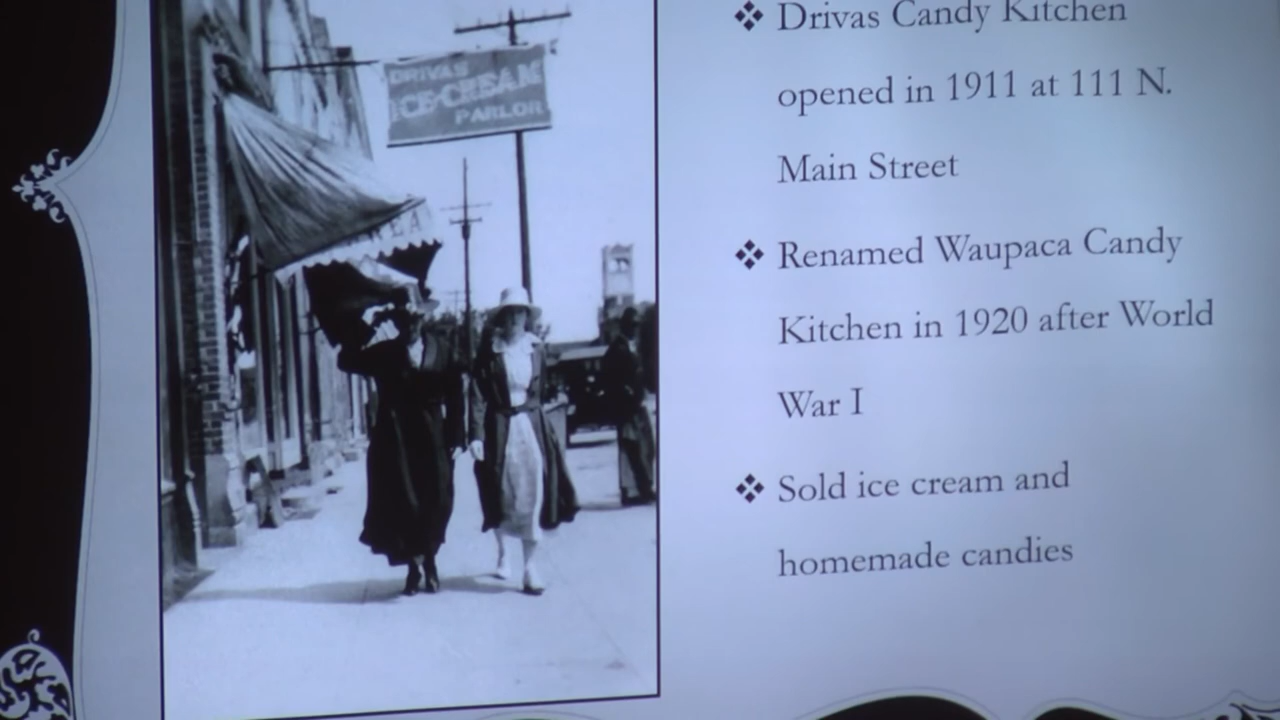 DRIVAS
ICE-CREAM
PARLOR
❖ Drivas Candy Kitchen
opened in 1911 at 111 N.
Main Street
❖ Renamed Waupaca Candy
Kitchen in 1920 after World
War I
❖ Sold ice cream and
homemade candies